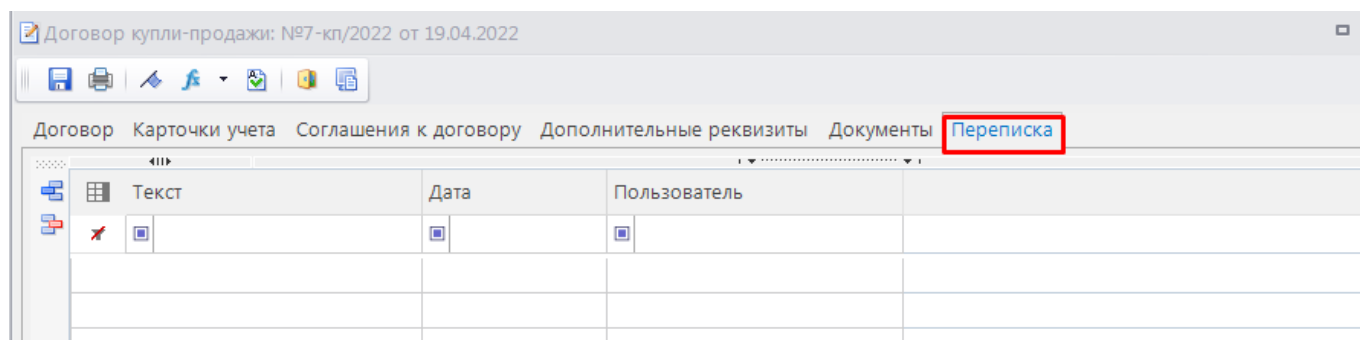 Договор купли-продажи: №7-кп/2022 от 19.04.2022
Договор Карточки учета Соглашения к договору Дополнительные реквизиты Документы Переписка
Текст Дата Пользователь